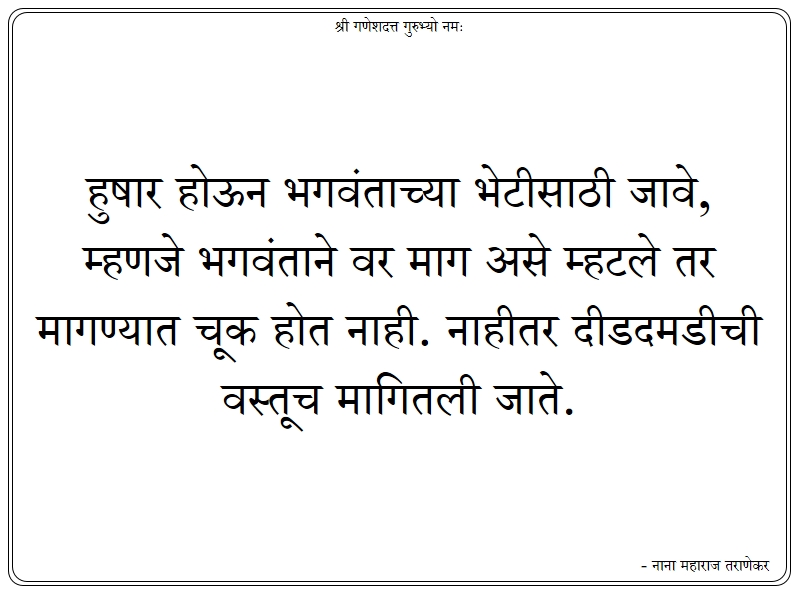 श्री गणेशदत्त गुरुभ्यो नमः
हुषार होऊन भगवंताच्या भेटीसाठी जावे,
म्हणजे भगवंताने वर माग असे म्हटले तर
मागण्यात चूक होत नाही. नाहीतर दीडदमडीची
वस्तूच मागितली जाते.
- नाना महाराज तराणेकर